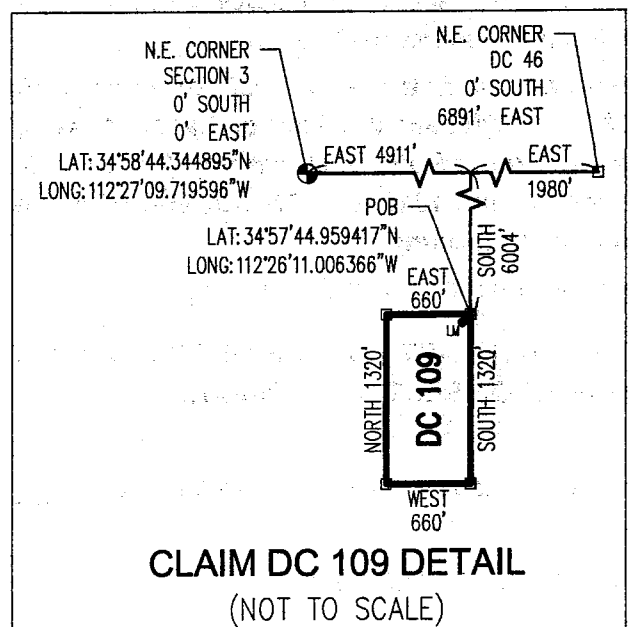 N.E. CORNER
SECTION 3
0' SOUTH
0' EAST
LAT: 34°58'44.344895"N
LONG: 112°27'09.719596"W
N.E. CORNER
DC 46
0' SOUTH
6891' EAST
EAST 4911'
EAST
1980'
POB
LAT: 34°57'44.959417"N
LONG: 112°26'11.006366"W
SOUTH
6004'
EAST
660'
LM
NORTH 1320'
DC 109
SOUTH 1320'
WEST
660'
CLAIM DC 109 DETAIL
(NOT TO SCALE)